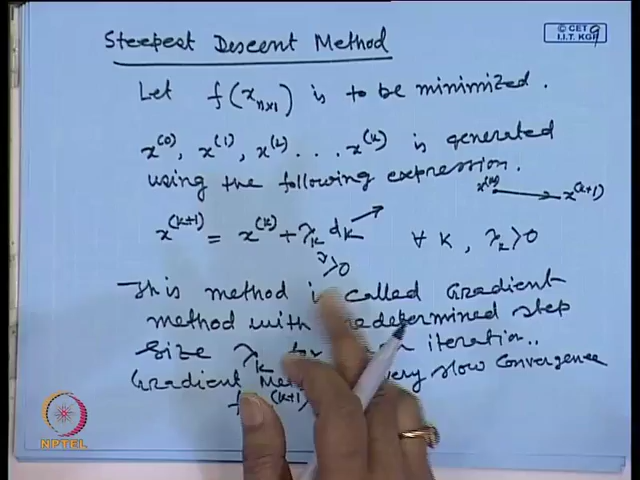 © CET
I.I.T. KGP
9
Steepest Descent Method
Let f(x_{n×1}) is to be minimized.
x^{(0)}, x^{(1)}, x^{(2)} . . . x^{(k)} is generated
using the following expression.
x^{(k)} → x^{(k+1)}
x^{(k+1)} = x^{(k)} + λ_k d_k ∀ k, λ_k > 0
> 0
This method is called Gradient
method with predetermined step
size λ_k iteration..
Gradient very slow convergence
(k+1)
NPTEL